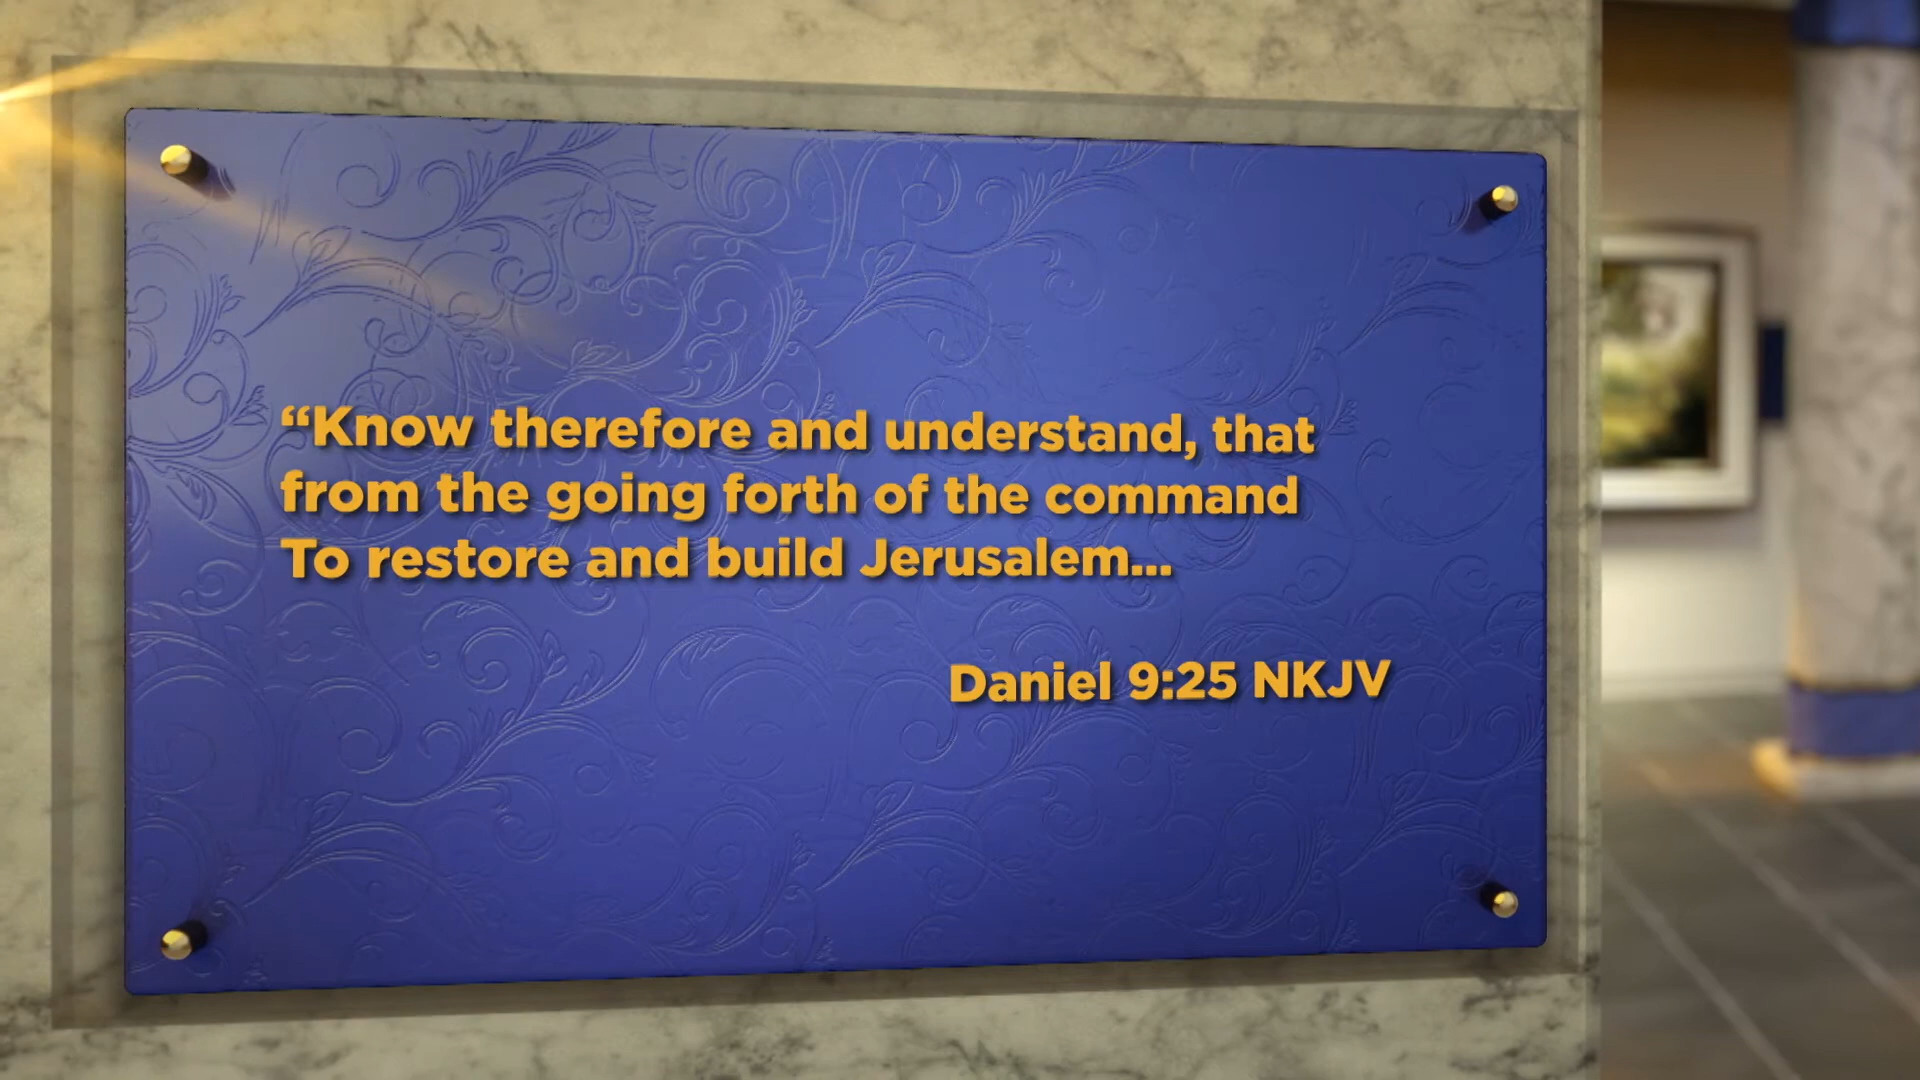 “Know therefore and understand, that
from the going forth of the command
To restore and build Jerusalem...
Daniel 9:25 NKJV